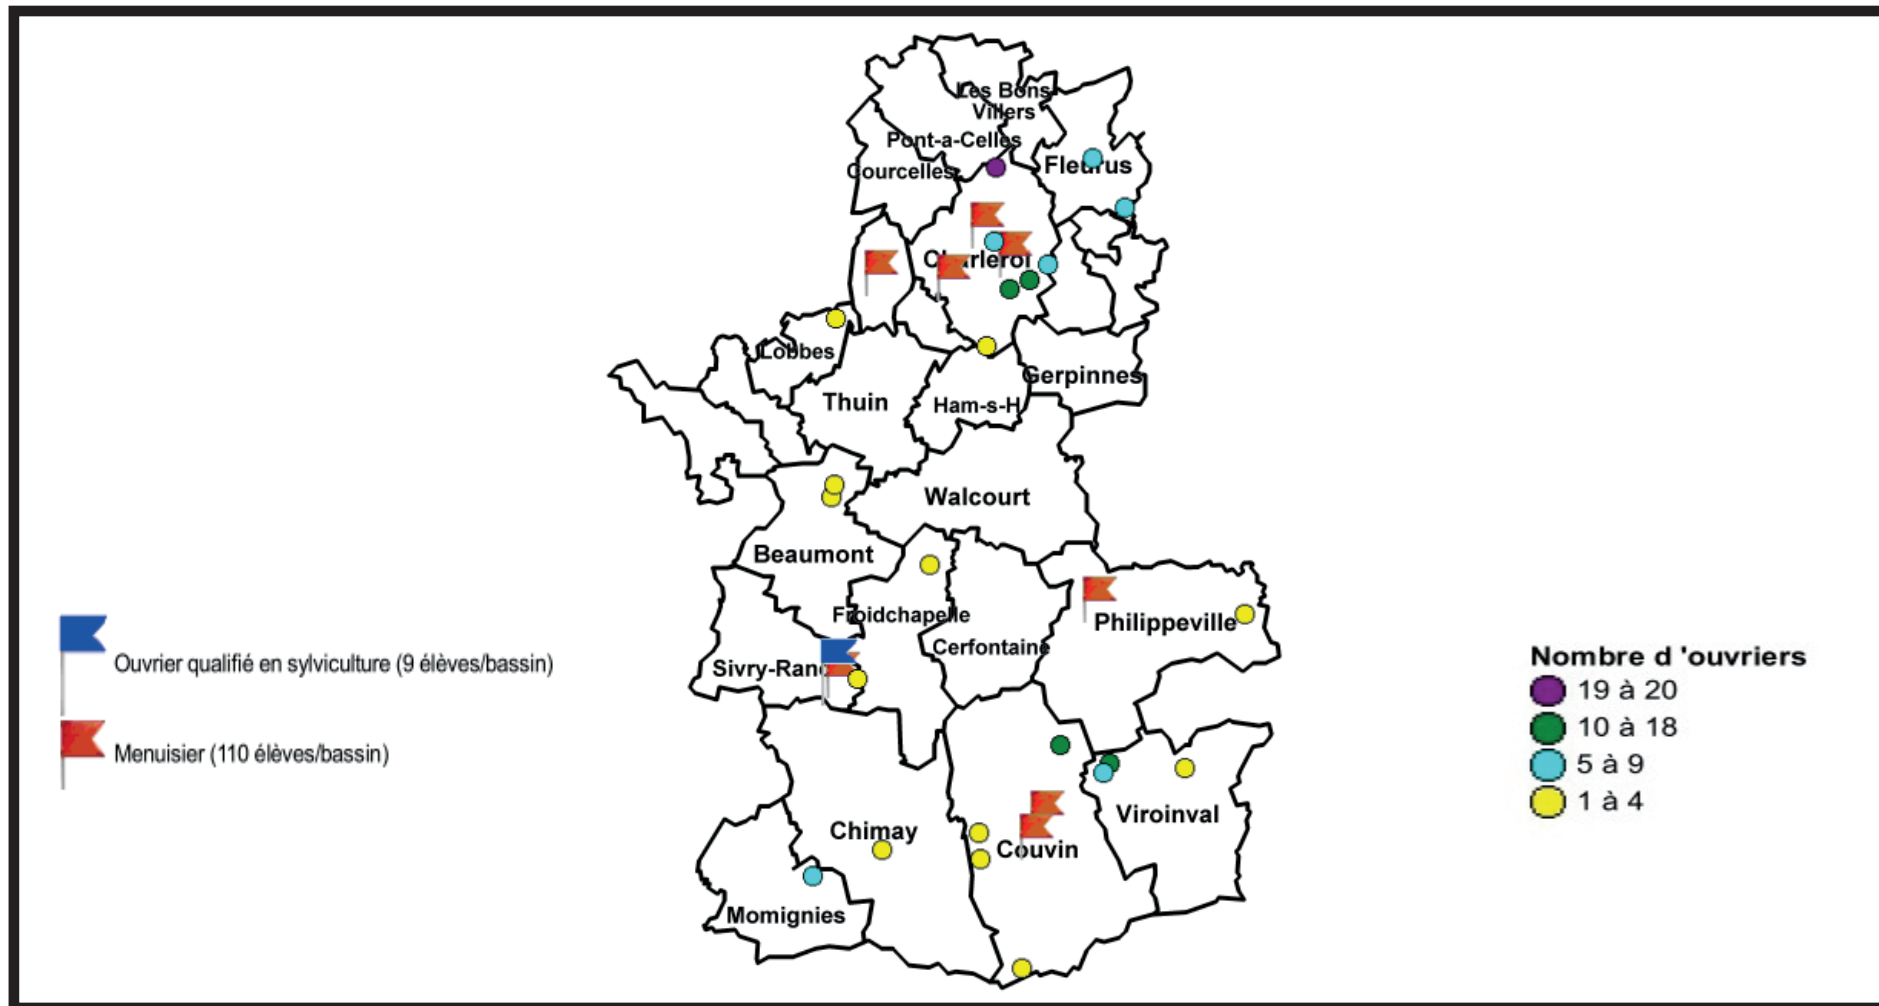 Les Bons
Villers
Pont-a-Celles
Courcelles
Fleurus
Charleroi
Lobbes
Gerpinnes
Thuin
Ham-s-H
Walcourt
Beaumont
Froidchapelle
Philippeville
Cerfontaine
Sivry-Rance
Viroinval
Chimay
Couvin
Momignies
Ouvrier qualifié en sylviculture (9 élèves/bassin)
Menuisier (110 élèves/bassin)
Nombre d 'ouvriers
19 à 20
10 à 18
5 à 9
1 à 4